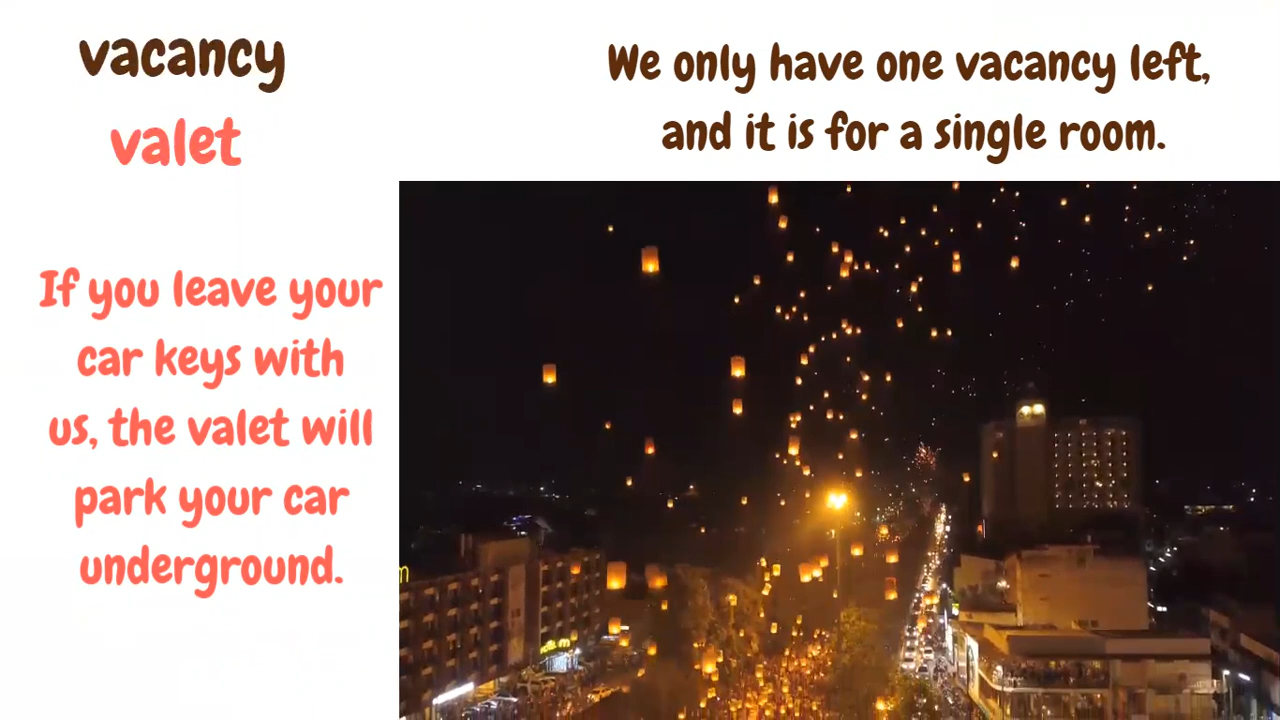 vacancy
valet
We only have one vacancy left,
and it is for a single room.
If you leave your
car keys with
us, the valet will
park your car
underground.